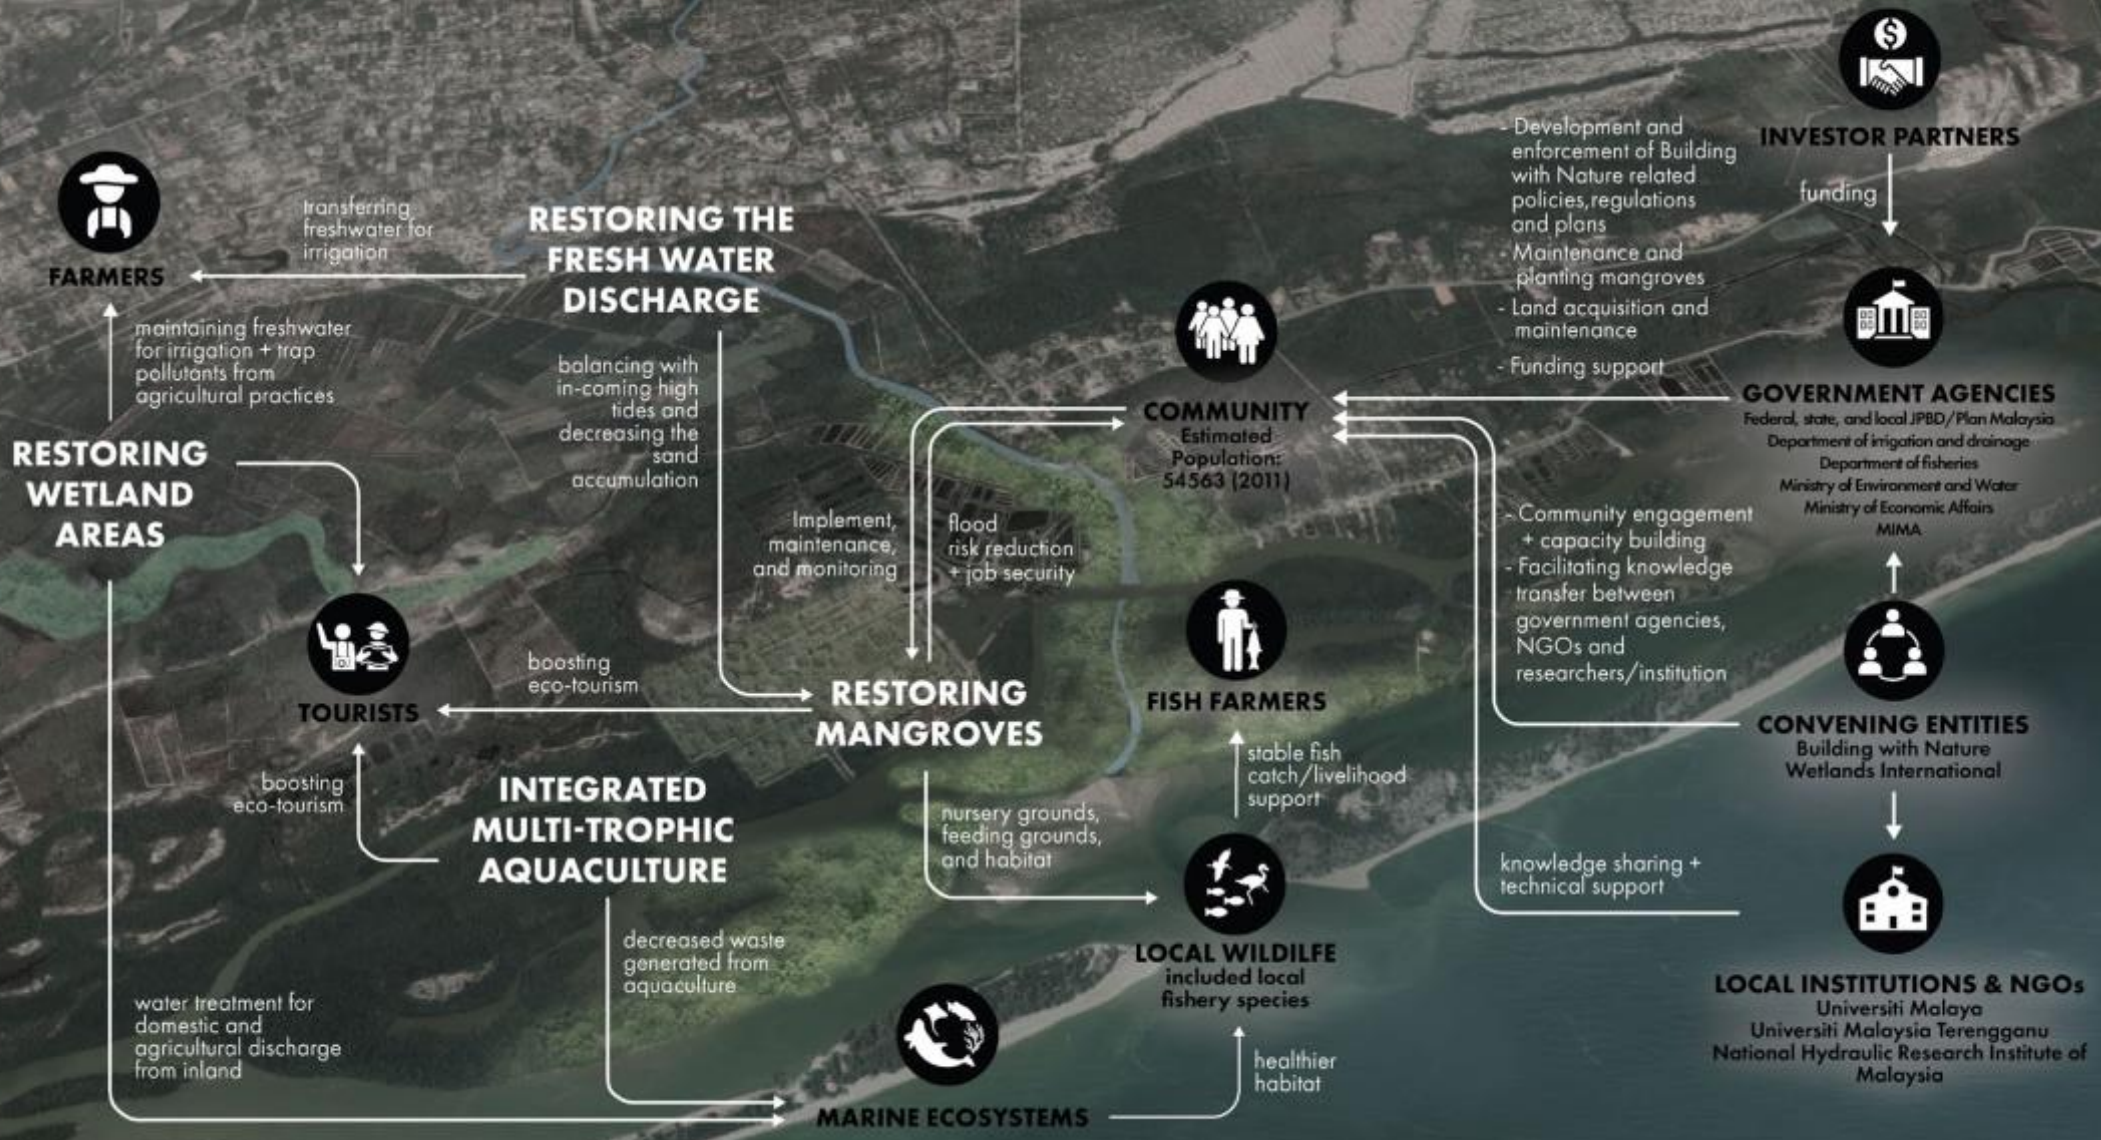 INVESTOR PARTNERS
funding
- Development and
enforcement of Building
with Nature related
policies,regulations
and plans
- Maintenance and
planting mangroves
- Land acquisition and
maintenance
- Funding support
GOVERNMENT AGENCIES
Federal, state, and local JPBD/Plan Malaysia
Department of irrigation and drainage
Department of fisheries
Ministry of Environment and Water
Ministry of Economic Affairs
MIMA
FARMERS
transferring
freshwater for
irrigation
RESTORING THE
FRESH WATER
DISCHARGE
maintaining freshwater
for irrigation + trap
pollutants from
agricultural practices
balancing with
in-coming high
tides and
decreasing the
sand
accumulation
COMMUNITY
Estimated
Population:
54563 (2011)
RESTORING
WETLAND
AREAS
Implement,
maintenance,
and monitoring
flood
risk reduction
+ job security
- Community engagement
+ capacity building
- Facilitating knowledge
transfer between
government agencies,
NGOs and
researchers/institution
TOURISTS
boosting
eco-tourism
RESTORING
MANGROVES
FISH FARMERS
CONVENING ENTITIES
Building with Nature
Wetlands International
boosting
eco-tourism
INTEGRATED
MULTI-TROPHIC
AQUACULTURE
nursery grounds,
feeding grounds,
and habitat
stable fish
catch/livelihood
support
knowledge sharing +
technical support
decreased waste
generated from
aquaculture
LOCAL WILDILFE
included local
fishery species
LOCAL INSTITUTIONS & NGOs
Universiti Malaya
Universiti Malaysia Terengganu
National Hydraulic Research Institute of
Malaysia
water treatment for
domestic and
agricultural discharge
from inland
healthier
habitat
MARINE ECOSYSTEMS